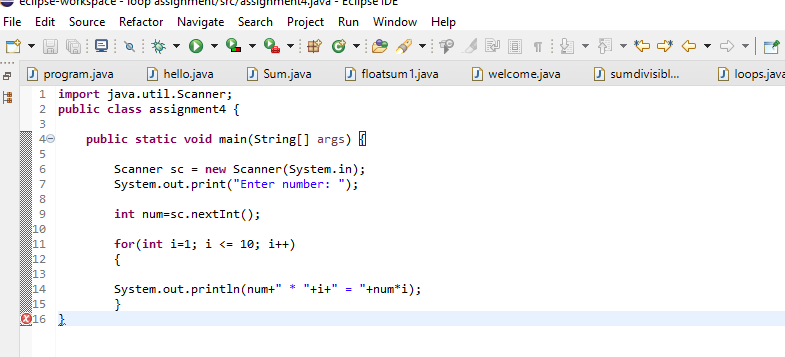 eclipse-workspace - loop assignment/src/assignment4.java - Eclipse IDE
File Edit Source Refactor Navigate Search Project Run Window Help
program.java hello.java Sum.java floatsum1.java welcome.java sumdivisibl... loops.java
1 import java.util.Scanner;
2 public class assignment4 {
3
4 public static void main(String[] args) {
5
6 Scanner sc = new Scanner(System.in);
7 System.out.print("Enter number: ");
8
9 int num=sc.nextInt();
10
11 for(int i=1; i <= 10; i++)
12 {
13
14 System.out.println(num+" * "+i+" = "+num*i);
15 }
16 }